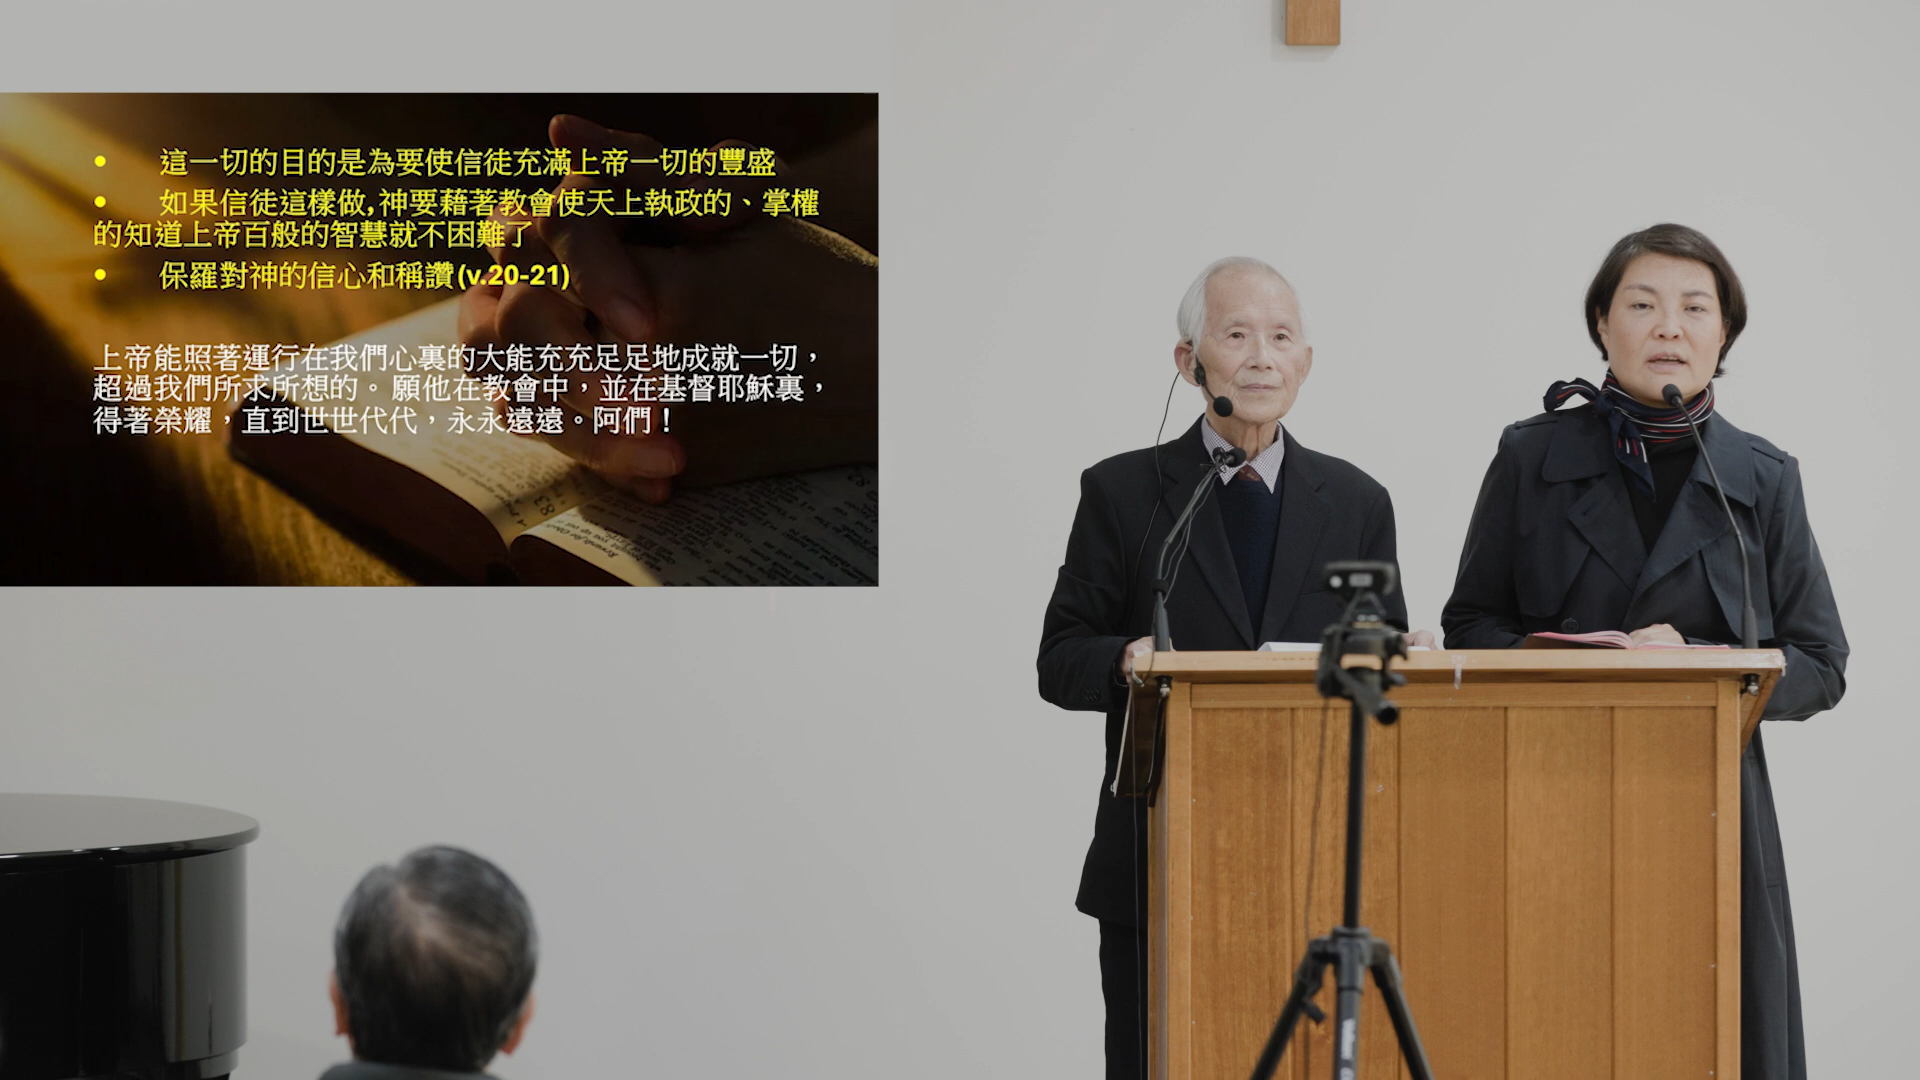 • 這一切的目的是為要使信徒充滿上帝一切的豐盛
• 如果信徒這樣做,神要藉著教會使天上執政的、掌權
的知道上帝百般的智慧就不困難了
• 保羅對神的信心和稱讚(v.20-21)
上帝能照著運行在我們心裏的大能充充足足地成就一切，
超過我們所求所想的。願他在教會中，並在基督耶穌裏，
得著榮耀，直到世世代代，永永遠遠。阿們！